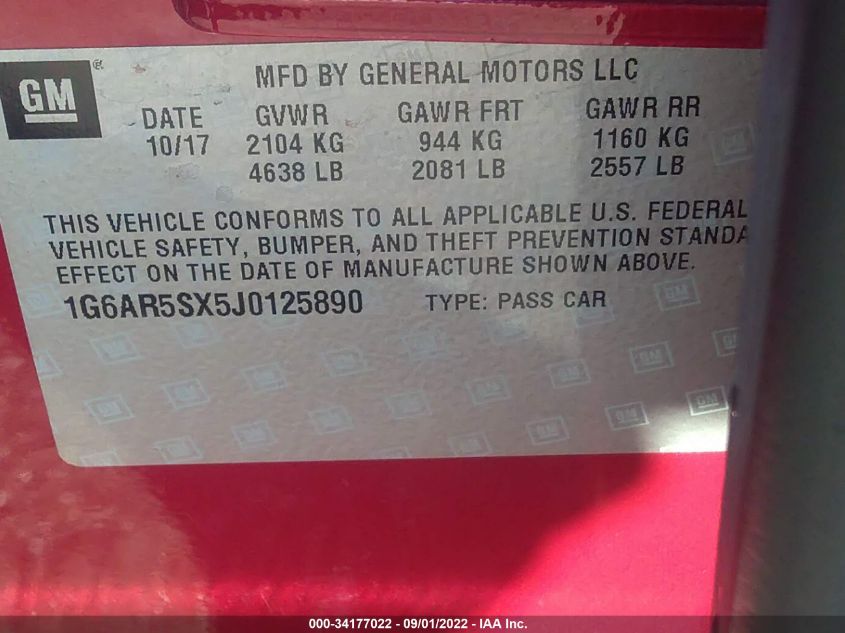 GM ® MFD BY GENERAL MOTORS LLC
DATE GVWR GAWR FRT GAWR RR
10/17 2104 KG 944 KG 1160 KG
4638 LB 2081 LB 2557 LB
THIS VEHICLE CONFORMS TO ALL APPLICABLE U.S. FEDERAL
VEHICLE SAFETY, BUMPER, AND THEFT PREVENTION STANDA
EFFECT ON THE DATE OF MANUFACTURE SHOWN ABOVE.
1G6AR5SX5J0125890 TYPE: PASS CAR
000-34177022 - 09/01/2022 - IAA Inc.